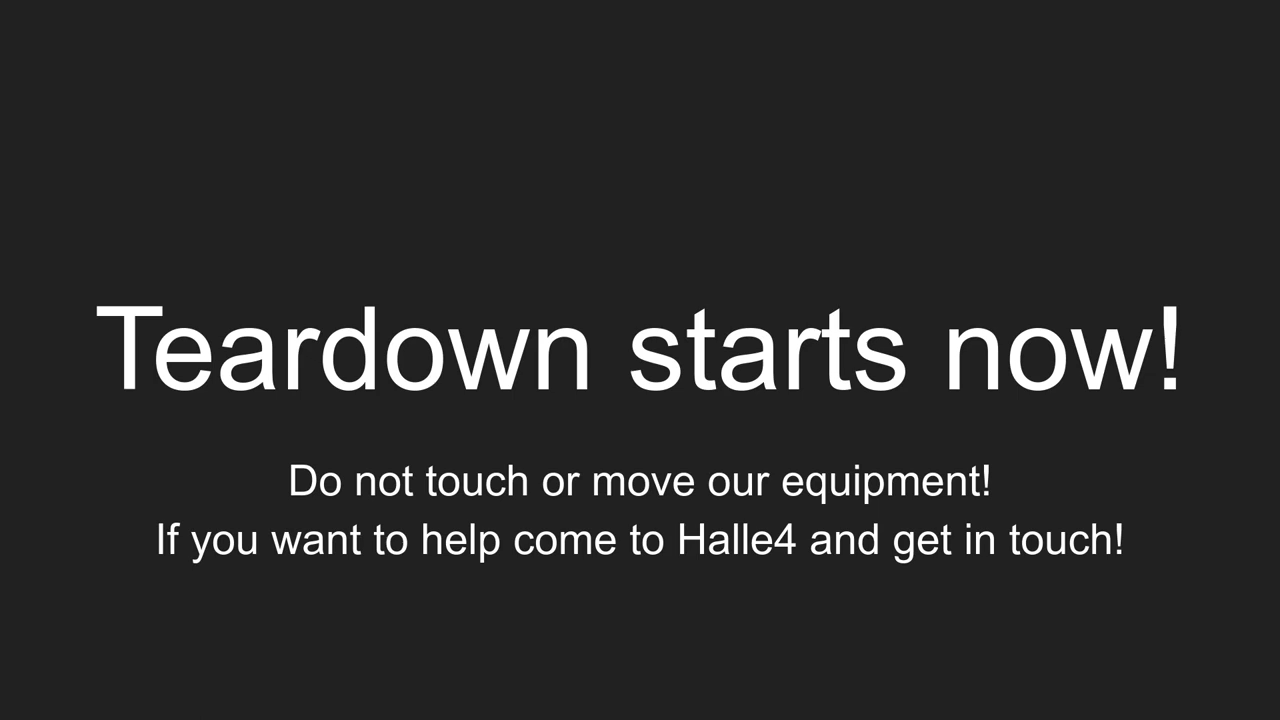 Teardown starts now!
Do not touch or move our equipment!
If you want to help come to Halle4 and get in touch!